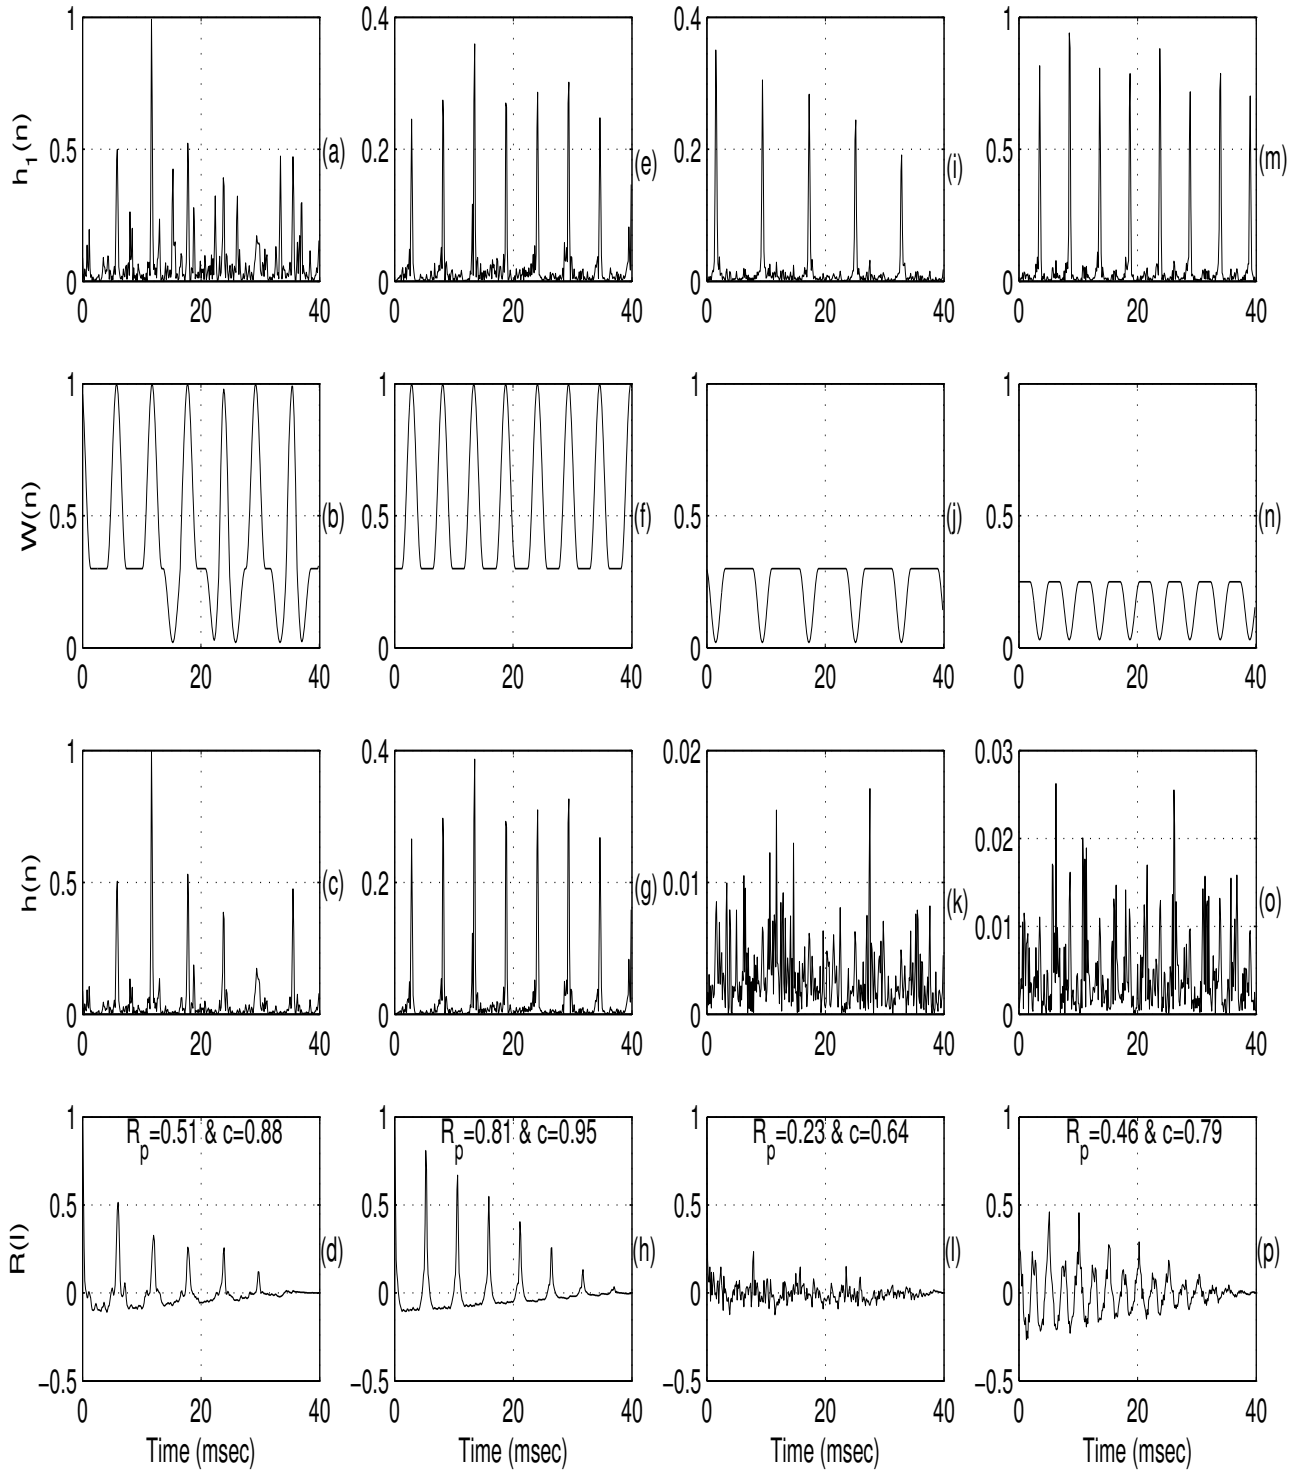 h1(n)
1
0.5
0
0 20 40
(a)
0.4
0.2
0
0 20 40
(e)
0.4
0.2
0
0 20 40
(i)
1
0.5
0
0 20 40
(m)
W(n)
1
0.5
0
0 20 40
(b)
1
0.5
0
0 20 40
(f)
1
0.5
0
0 20 40
(j)
1
0.5
0
0 20 40
(n)
h(n)
1
0.5
0
0 20 40
(c)
0.4
0.2
0
0 20 40
(g)
0.02
0.01
0
0 20 40
(k)
0.03
0.02
0.01
0
0 20 40
(o)
R(l)
1
0.5
0
−0.5
0 20 40
Rp=0.51 & c=0.88
(d)
Time (msec)
1
0.5
0
−0.5
0 20 40
Rp=0.81 & c=0.95
(h)
Time (msec)
1
0.5
0
−0.5
0 20 40
Rp=0.23 & c=0.64
(l)
Time (msec)
1
0.5
0
−0.5
0 20 40
Rp=0.46 & c=0.79
(p)
Time (msec)